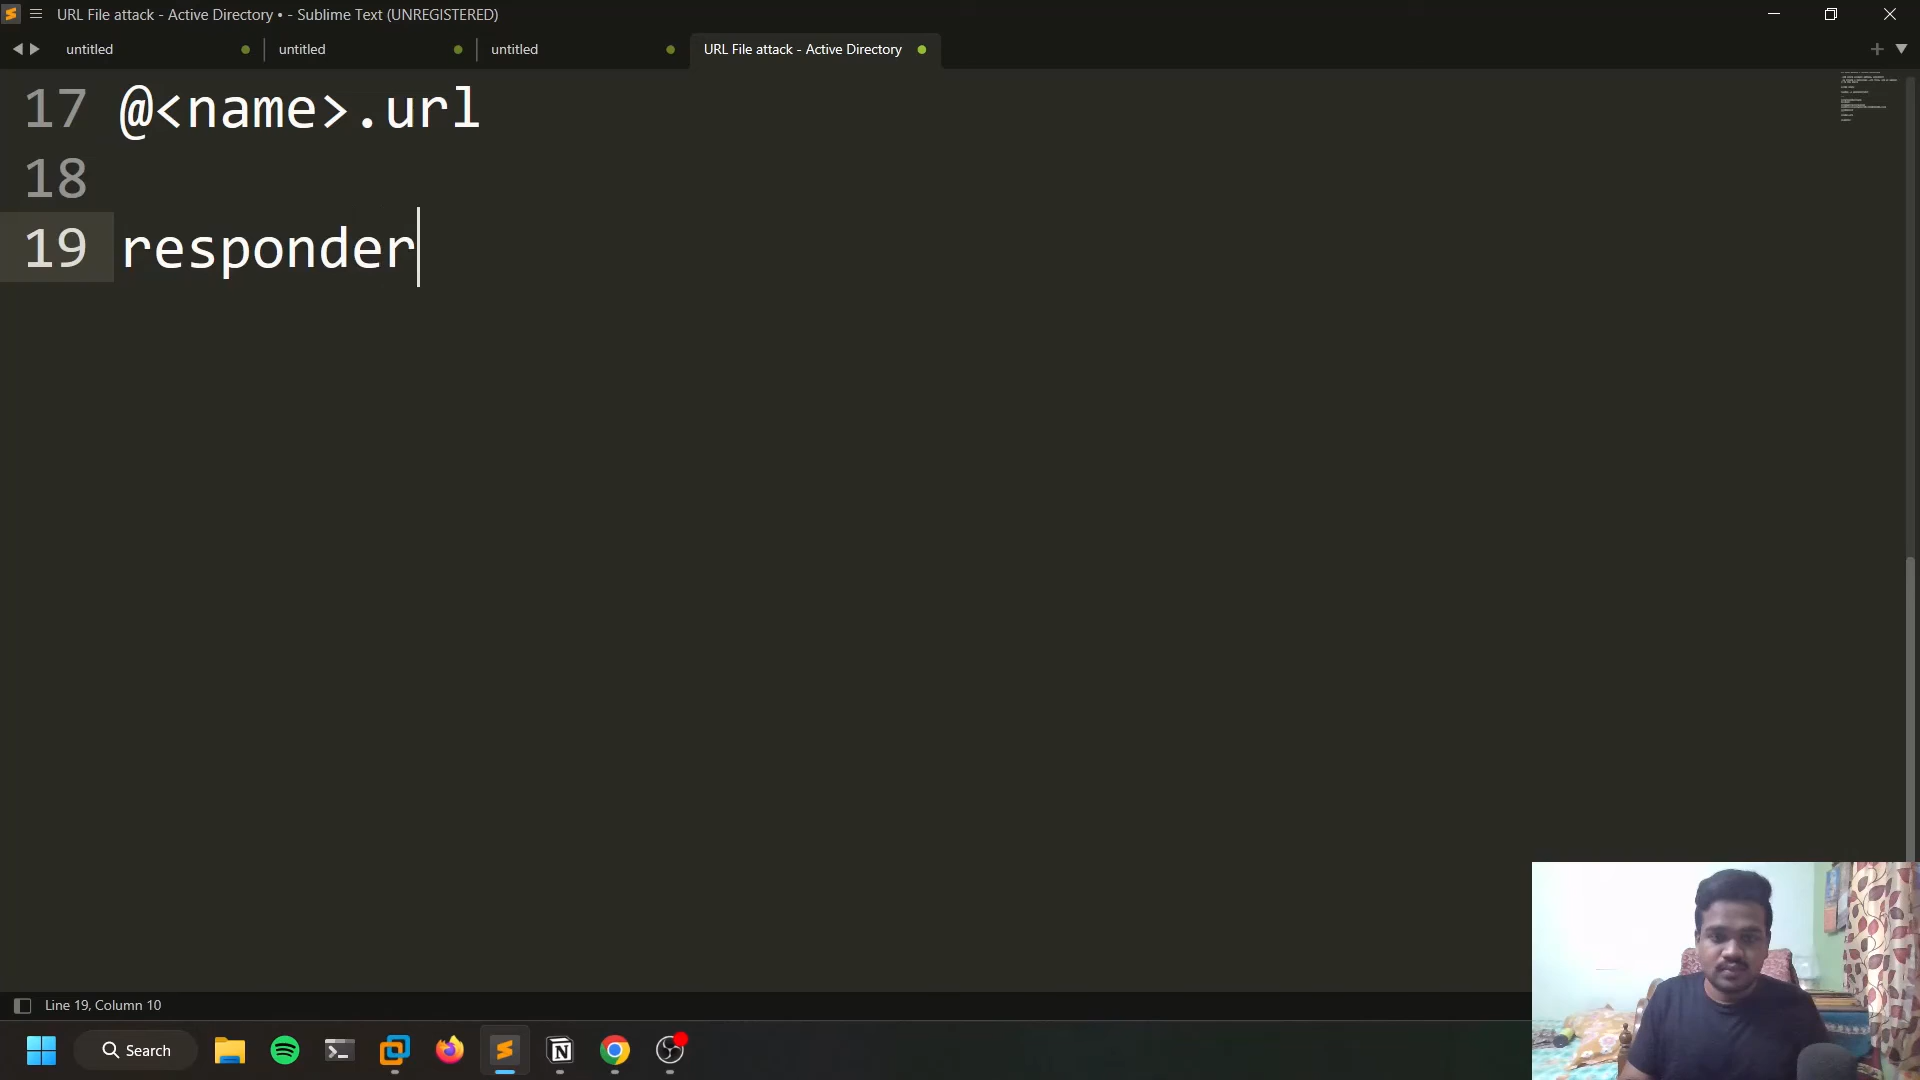 URL File attack - Active Directory • - Sublime Text (UNREGISTERED)
untitled
untitled
untitled
URL File attack - Active Directory
17 @<name>.url
18
19 responder
Line 19, Column 10
Search